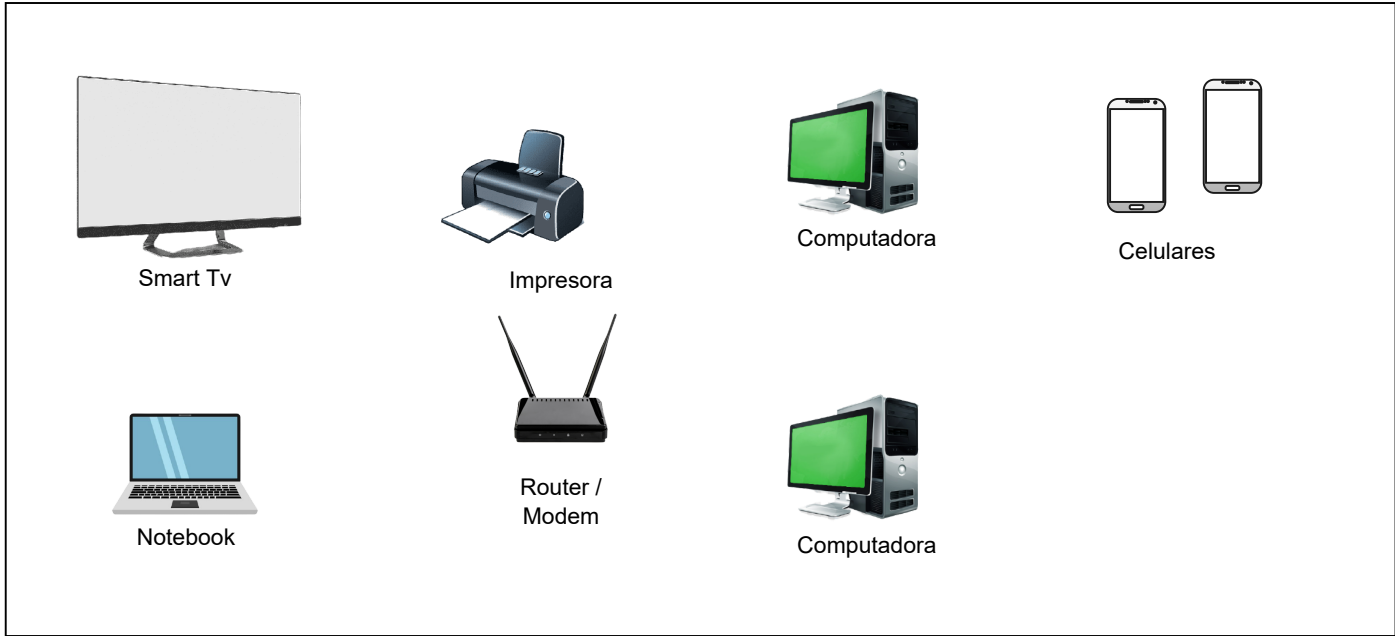 Smart Tv
Impresora
Computadora
Celulares
Notebook
Router /
Modem
Computadora